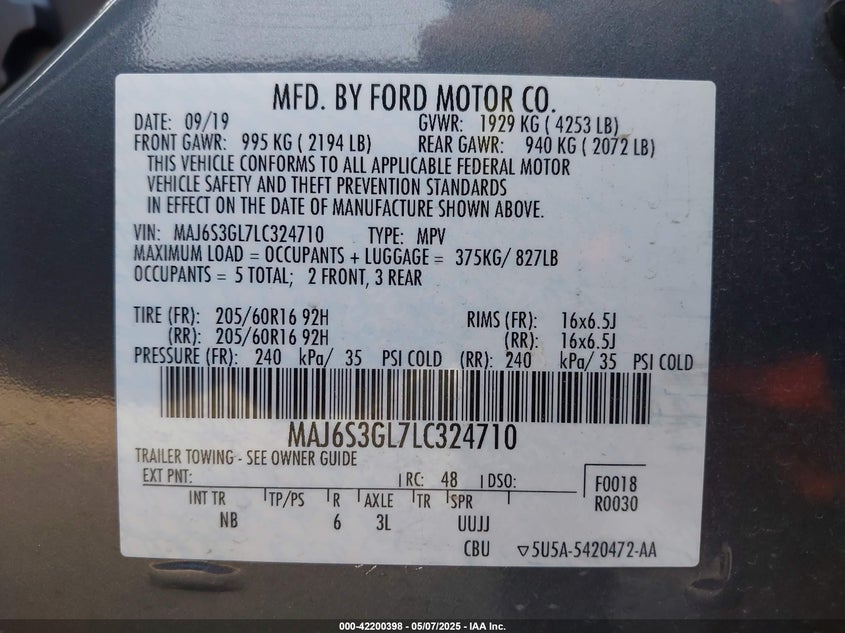 MFD. BY FORD MOTOR CO.
DATE: 09/19 GVWR: 1929 KG ( 4253 LB)
FRONT GAWR: 995 KG ( 2194 LB) REAR GAWR: 940 KG ( 2072 LB)
THIS VEHICLE CONFORMS TO ALL APPLICABLE FEDERAL MOTOR
VEHICLE SAFETY AND THEFT PREVENTION STANDARDS
IN EFFECT ON THE DATE OF MANUFACTURE SHOWN ABOVE.
VIN: MAJ6S3GL7LC324710 TYPE: MPV
MAXIMUM LOAD = OCCUPANTS + LUGGAGE = 375KG/ 827LB
OCCUPANTS = 5 TOTAL; 2 FRONT, 3 REAR
TIRE (FR): 205/60R16 92H RIMS (FR): 16x6.5J
(RR): 205/60R16 92H (RR): 16x6.5J
PRESSURE (FR): 240 kPa/ 35 PSI COLD (RR): 240 kPa/ 35 PSI COLD
MAJ6S3GL7LC324710
TRAILER TOWING - SEE OWNER GUIDE
EXT PNT: RC: 48 DSO: F0018
INT TR TP/PS R AXLE TR SPR R0030
NB 6 3L UUJJ
CBU ▽5U5A-5420472-AA
000-42200398 - 05/07/2025 - IAA Inc.